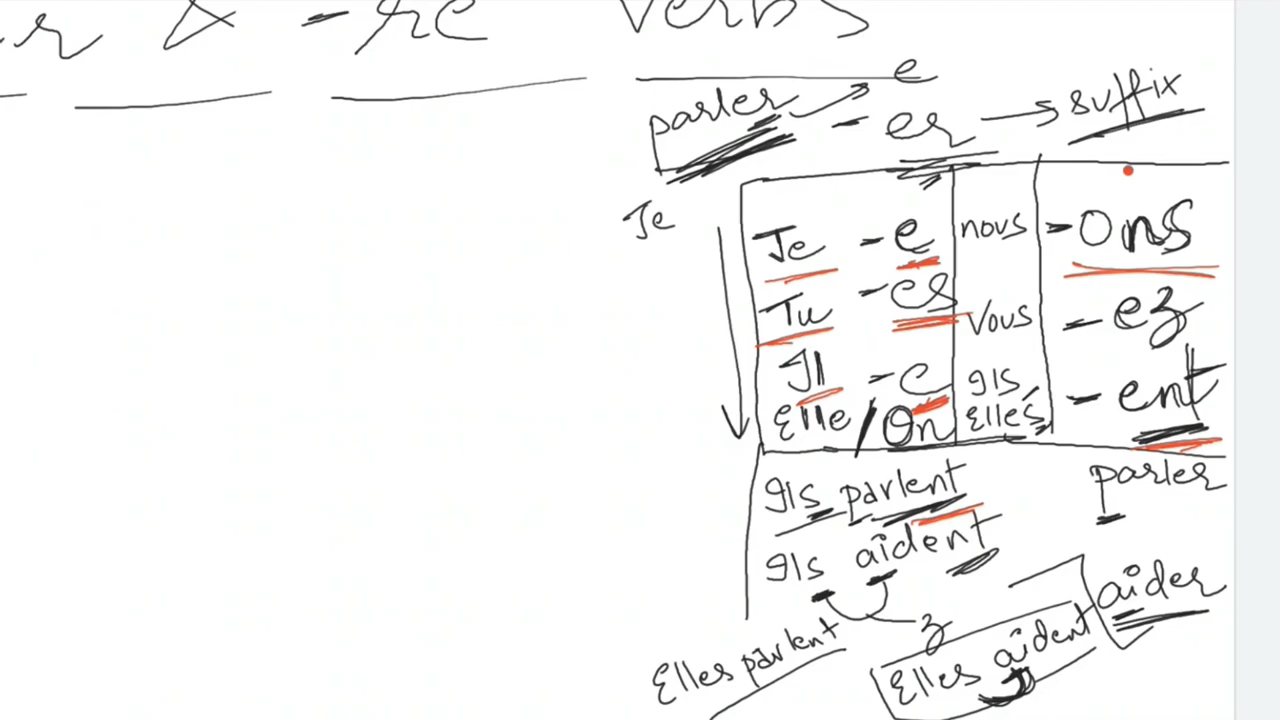 & -re verbs
e
parler - er → suffix
Je
Je - e nous - ons
Tu - es Vous - ez
Il - e Ils - ent
Elle / On Elles
Ils parlent parler
Ils aident
aider
z
Elles parlent Elles aident